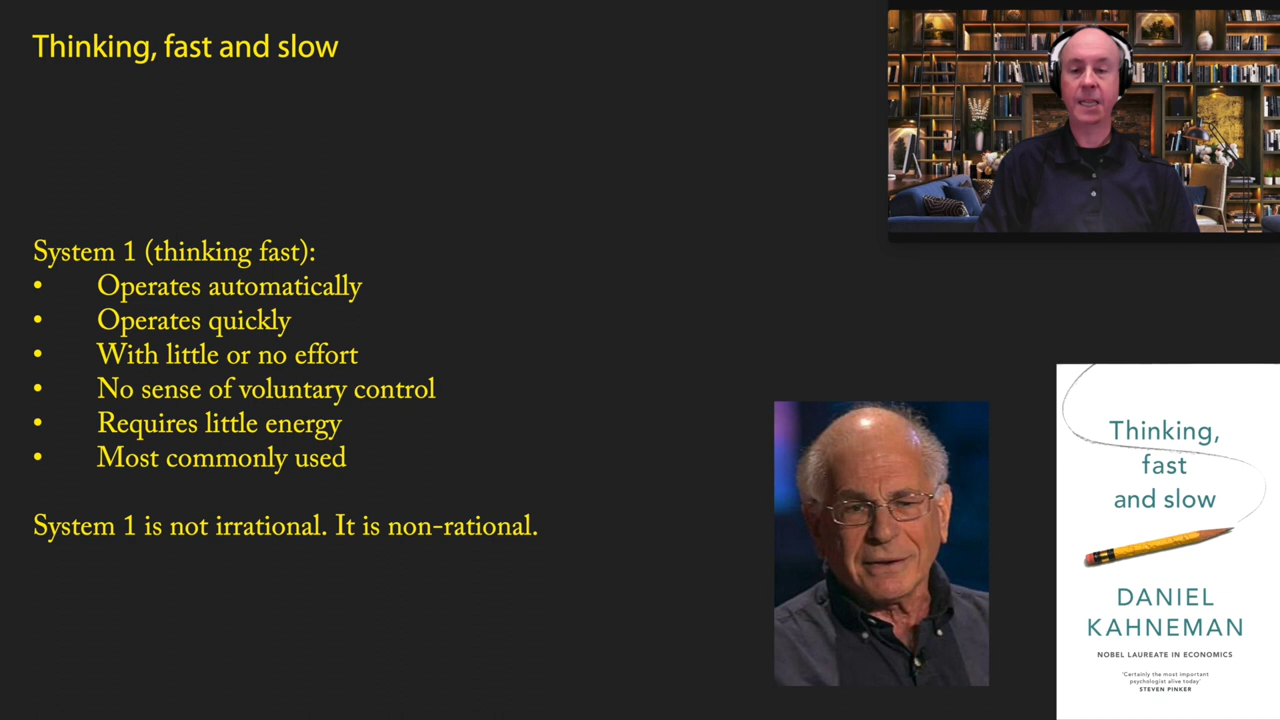 Thinking, fast and slow
System 1 (thinking fast):
• Operates automatically
• Operates quickly
• With little or no effort
• No sense of voluntary control
• Requires little energy
• Most commonly used
System 1 is not irrational. It is non-rational.
Thinking,
fast
and slow
DANIEL
KAHNEMAN
NOBEL LAUREATE IN ECONOMICS
'Certainly the most important
psychologist alive today'
STEVEN PINKER